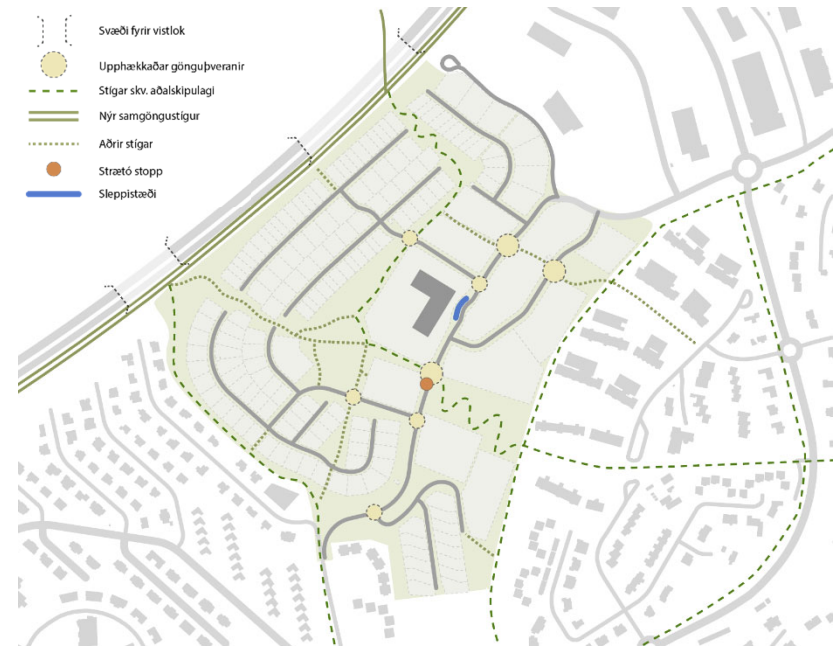 Svæði fyrir vistlok
Upphækkaðar gönguþveranir
Stígar skv. aðalskipulagi
Nýr samgöngustígur
Aðrir stígar
Strætó stopp
Sleppistæði